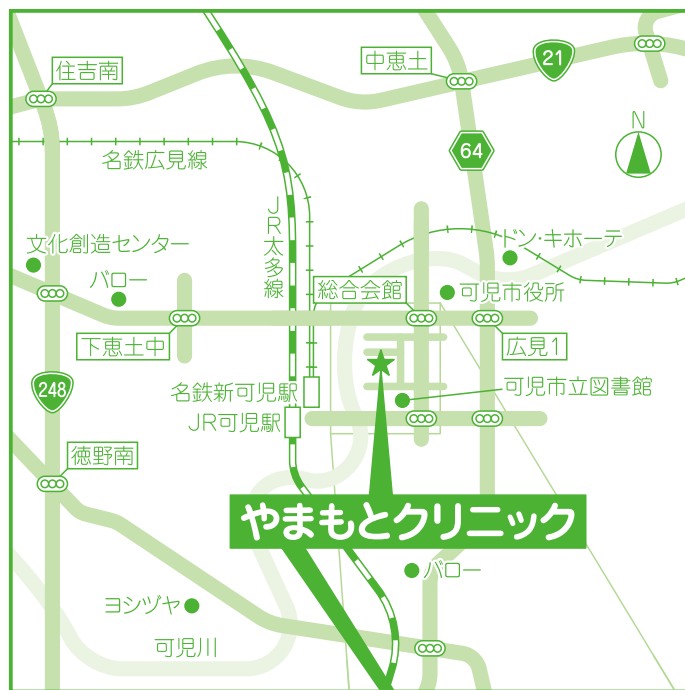 21
住吉南
中恵土
64
N
名鉄広見線
JR太多線
文化創造センター
ドン・キホーテ
バロー
総合会館
可児市役所
下恵土中
広見1
248
名鉄新可児駅
可児市立図書館
JR可児駅
徳野南
やまもとクリニック
バロー
ヨシヅヤ
可児川